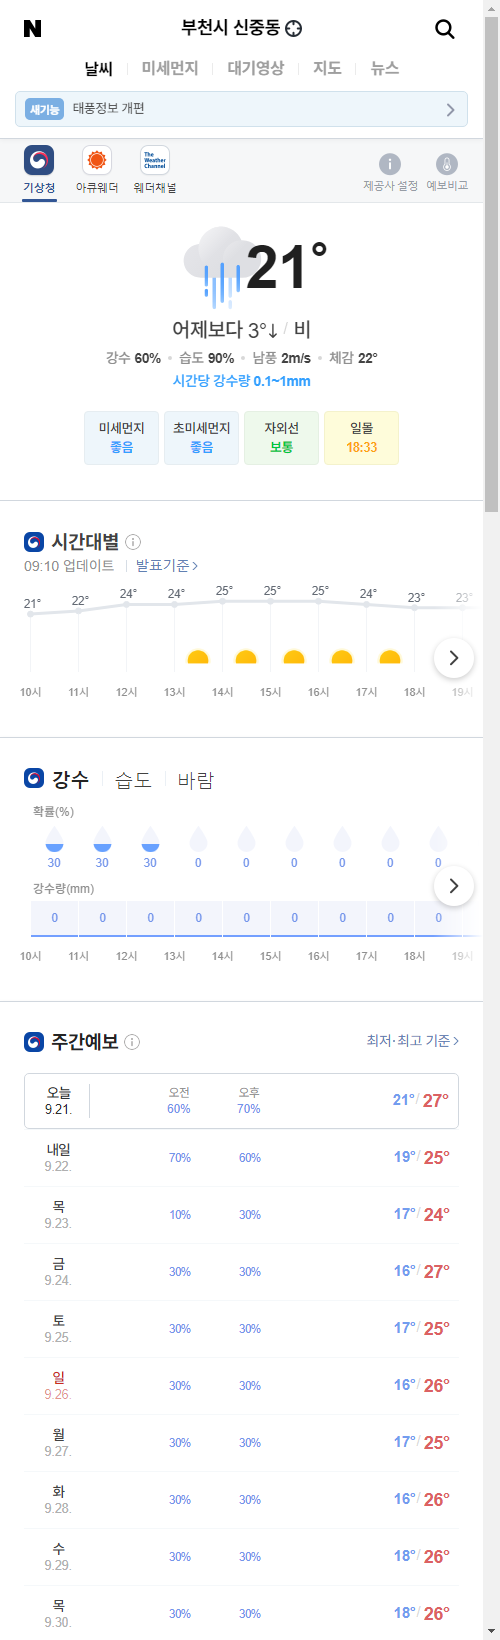 N
부천시 신중동
날씨 미세먼지 대기영상 지도 뉴스
새기능 태풍정보 개편
The Weather Channel
기상청 아큐웨더 웨더채널 제공사 설정 예보비교
21°
어제보다 3°↓ / 비
강수 60% 습도 90% 남풍 2m/s 체감 22°
시간당 강수량 0.1~1mm
미세먼지 초미세먼지 자외선 일몰
좋음 좋음 보통 18:33
시간대별
09:10 업데이트 발표기준
21° 22° 24° 24° 25° 25° 25° 24° 23° 23°
10시 11시 12시 13시 14시 15시 16시 17시 18시 19시
강수 습도 바람
확률(%)
30 30 30 0 0 0 0 0 0
강수량(mm)
0 0 0 0 0 0 0 0 0
10시 11시 12시 13시 14시 15시 16시 17시 18시 19시
주간예보 최저·최고 기준
오늘 오전 오후
9.21. 60% 70% 21°/27°
내일
9.22. 70% 60% 19°/25°
목
9.23. 10% 30% 17°/24°
금
9.24. 30% 30% 16°/27°
토
9.25. 30% 30% 17°/25°
일
9.26. 30% 30% 16°/26°
월
9.27. 30% 30% 17°/25°
화
9.28. 30% 30% 16°/26°
수
9.29. 30% 30% 18°/26°
목
9.30. 30% 30% 18°/26°